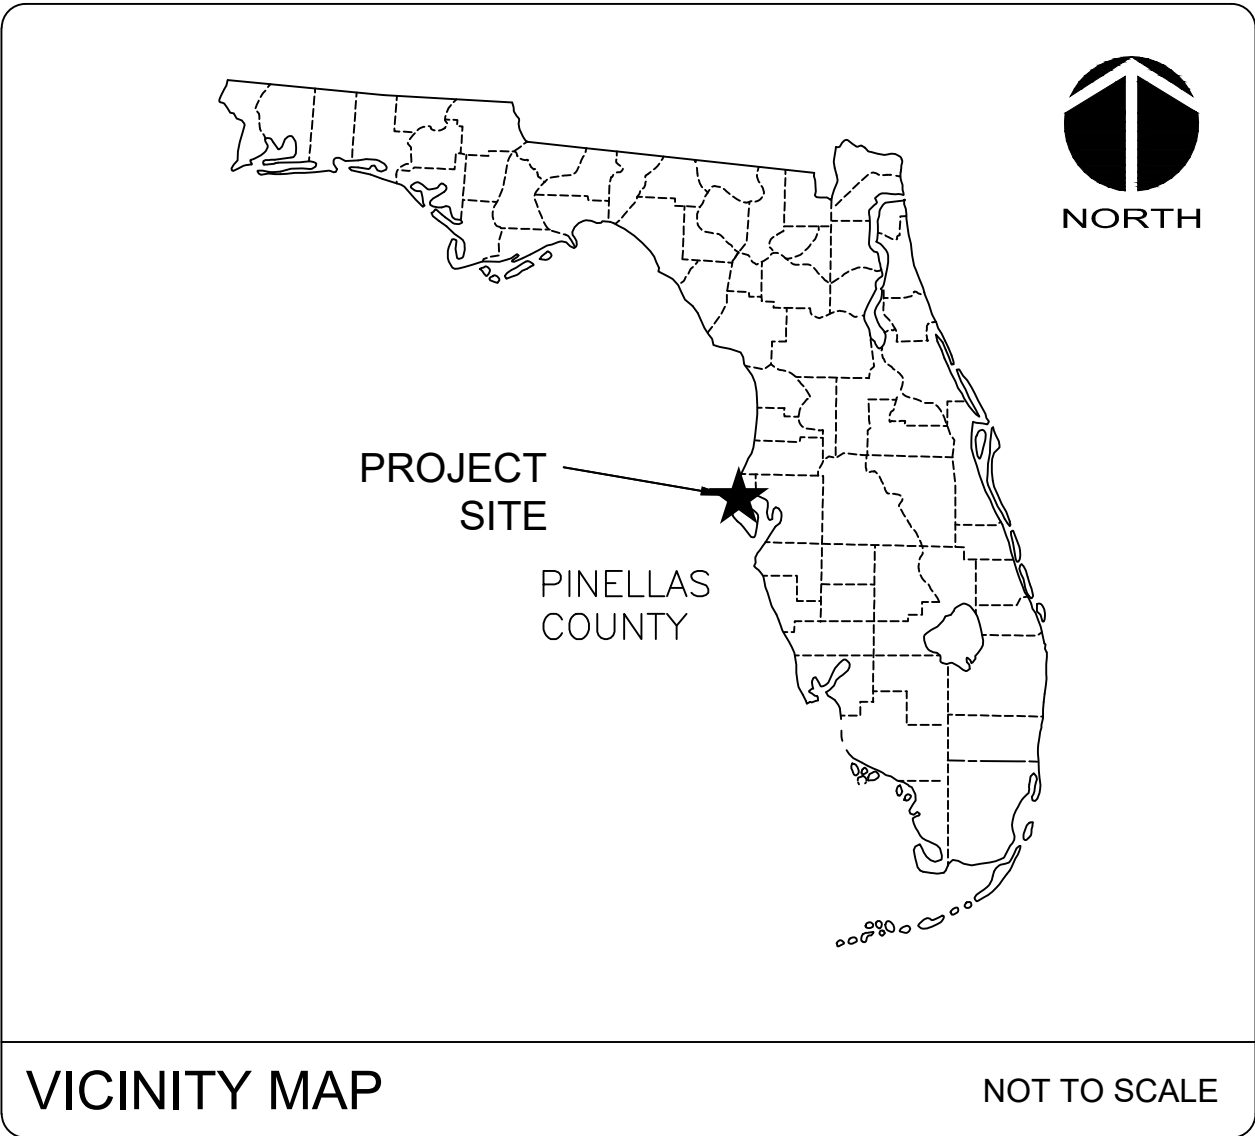 NORTH
PROJECT
SITE
PINELLAS
COUNTY
VICINITY MAP
NOT TO SCALE